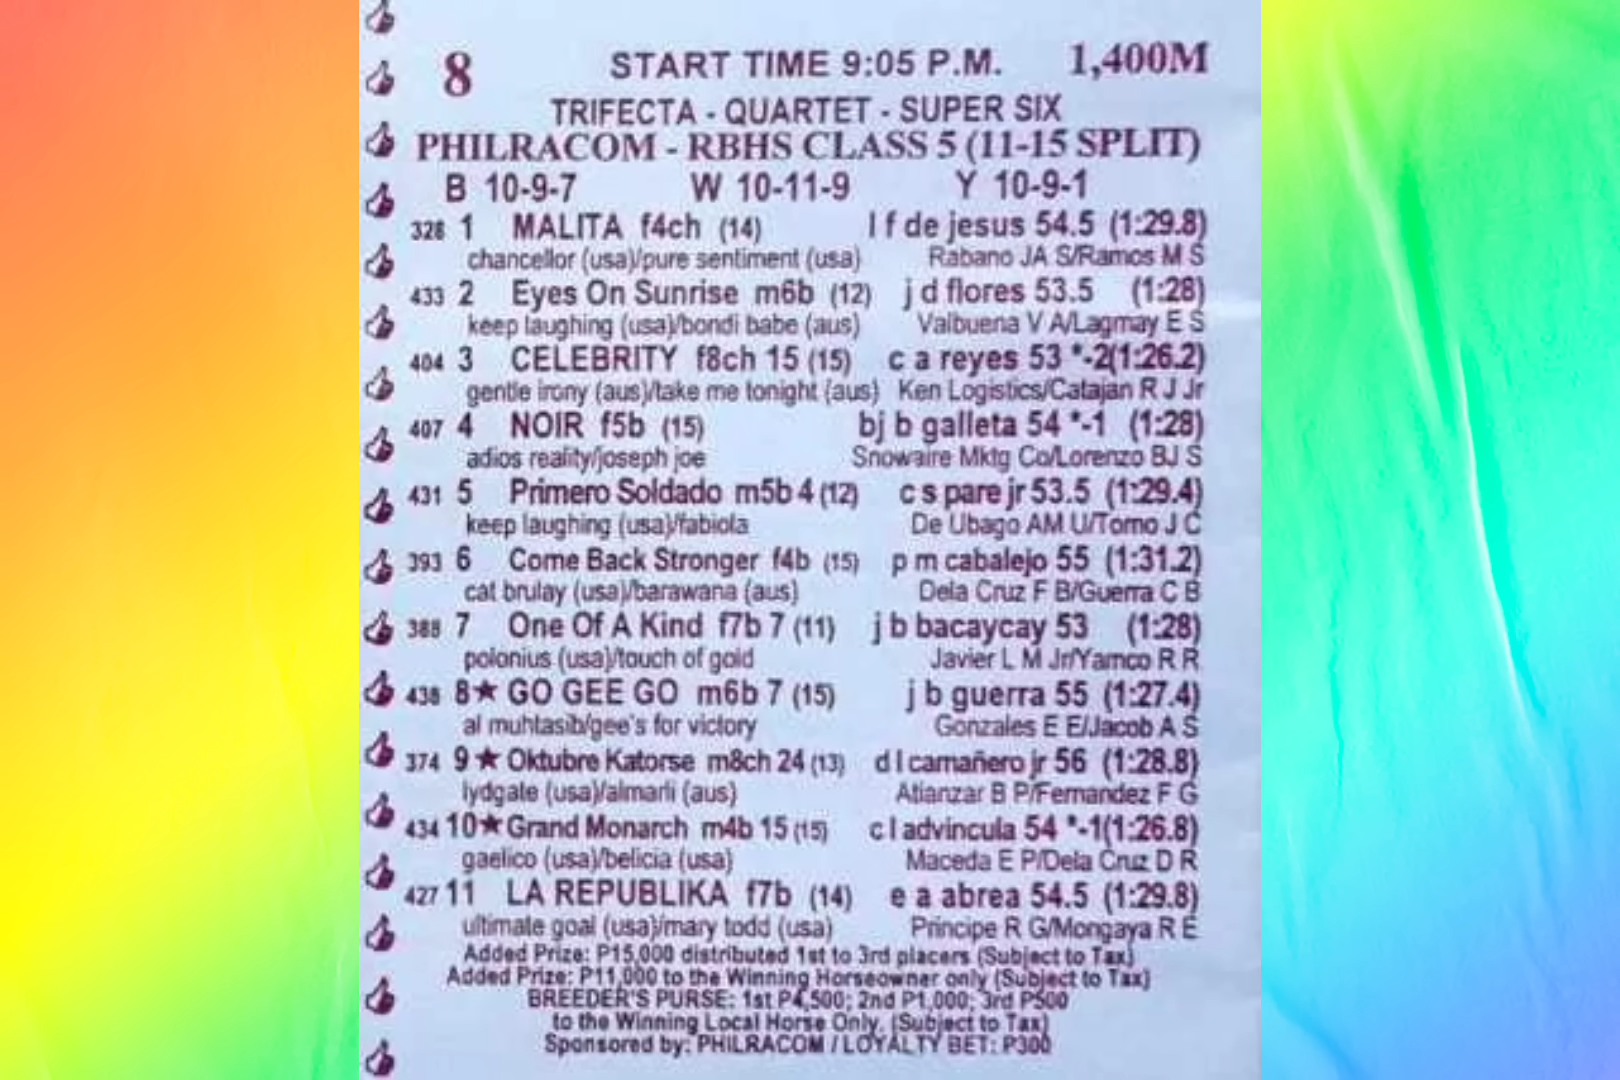 8 START TIME 9:05 P.M. 1,400M
TRIFECTA - QUARTET - SUPER SIX
PHILRACOM - RBHS CLASS 5 (11-15 SPLIT)
B 10-9-7 W 10-11-9 Y 10-9-1
328 1 MALITA f4ch (14) l f de jesus 54.5 (1:29.8)
chancellor (usa)/pure sentiment (usa) Rabano JA S/Ramos M S
433 2 Eyes On Sunrise m6b (12) j d flores 53.5 (1:28)
keep laughing (usa)/bondi babe (aus) Valbuena V A/Lagmay E S
404 3 CELEBRITY f8ch 15 (15) c a reyes 53 *-2(1:26.2)
gentle irony (aus)/take me tonight (aus) Ken Logistics/Catajan R J Jr
407 4 NOIR f5b (15) bj b galleta 54 *-1 (1:28)
adios reality/joseph joe Snowaire Mktg Co/Lorenzo BJ S
431 5 Primero Soldado m5b 4 (12) c s pare jr 53.5 (1:29.4)
keep laughing (usa)/fabiola De Ubago AM U/Torno J C
393 6 Come Back Stronger f4b (15) p m cabalejo 55 (1:31.2)
cat brulay (usa)/barawana (aus) Dela Cruz F B/Guerra C B
388 7 One Of A Kind f7b 7 (11) j b bacaycay 53 (1:28)
polonius (usa)/touch of gold Javier L M Jr/Yamco R R
438 8★ GO GEE GO m6b 7 (15) j b guerra 55 (1:27.4)
al muhtasib/gee's for victory Gonzales E E/Jacob A S
374 9★ Oktubre Katorse m8ch 24 (13) d l camañero jr 56 (1:28.8)
lydgate (usa)/almarli (aus) Atianzar B P/Fernandez F G
434 10★ Grand Monarch m4b 15 (15) c l advincula 54 *-1(1:26.8)
gaelico (usa)/belicia (usa) Maceda E P/Dela Cruz D R
427 11 LA REPUBLIKA f7b (14) e a abrea 54.5 (1:29.8)
ultimate goal (usa)/mary todd (usa) Principe R G/Mongaya R E
Added Prize: P15,000 distributed 1st to 3rd placers (Subject to Tax)
Added Prize: P11,000 to the Winning Horseowner only (Subject to Tax)
BREEDER'S PURSE: 1st P4,500; 2nd P1,000; 3rd P500
to the Winning Local Horse Only. (Subject to Tax)
Sponsored by: PHILRACOM / LOYALTY BET: P300